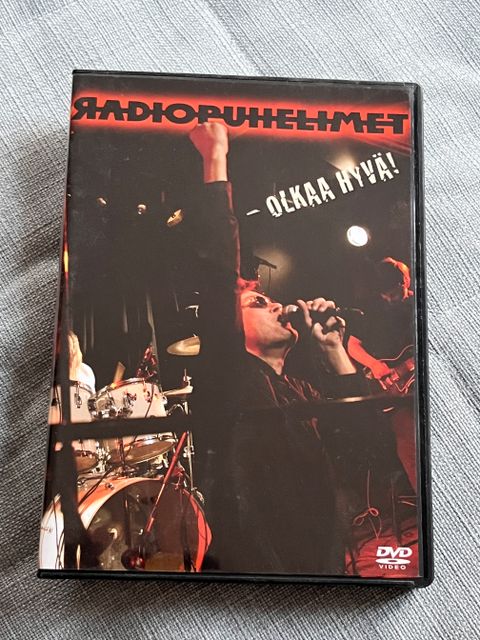 RADIOPUHELIMET
– OLKAA HYVÄ!
DVD
VIDEO